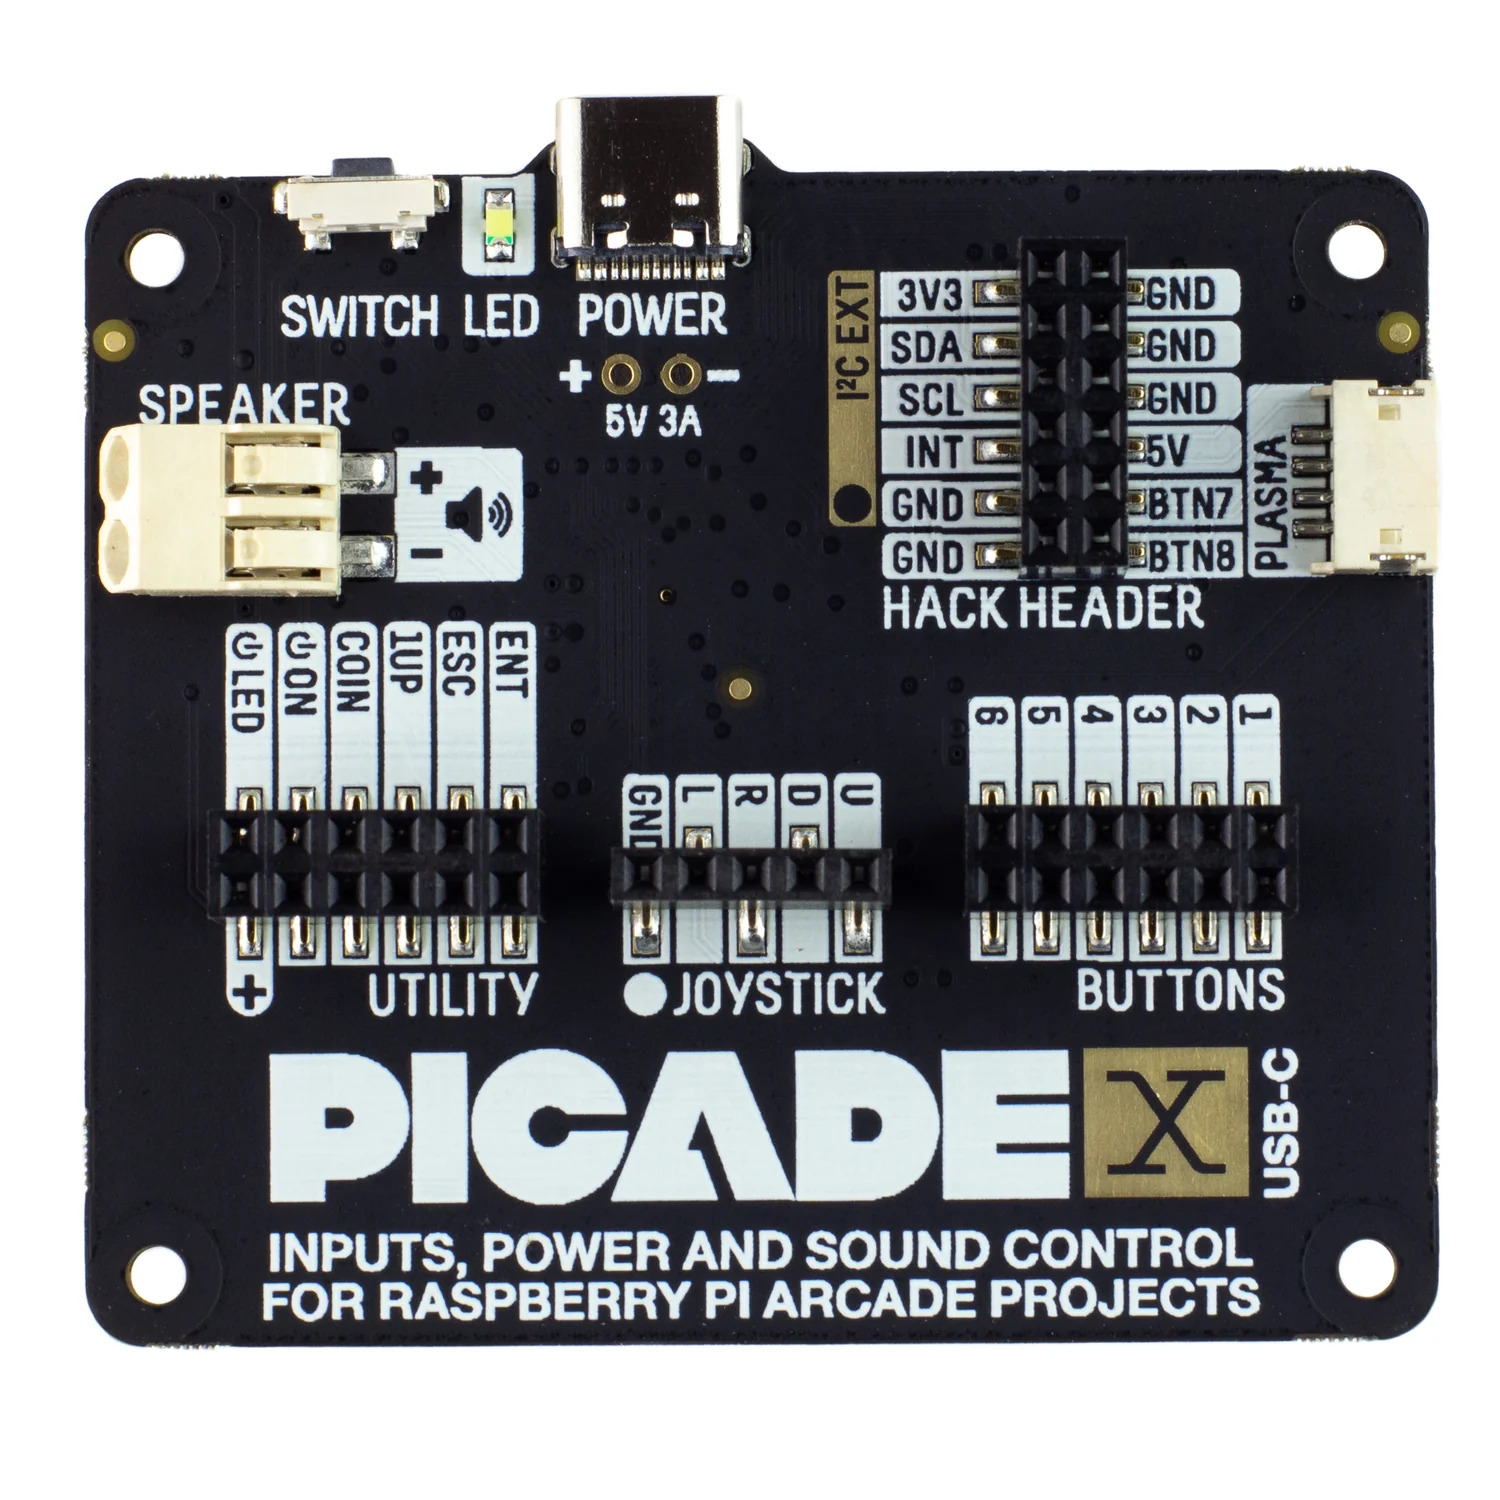 SWITCH LED POWER
+ -
5V 3A
SPEAKER
+
-
I²C EXT
3V3 GND
SDA GND
SCL GND
INT 5V
GND BTN7
GND BTN8
HACK HEADER
PLASMA
LED
ON
COIN
1UP
ESC
ENT
+
UTILITY
GND
L
R
D
U
JOYSTICK
6
5
4
3
2
1
BUTTONS
PICADE X
USB-C
INPUTS, POWER AND SOUND CONTROL
FOR RASPBERRY PI ARCADE PROJECTS